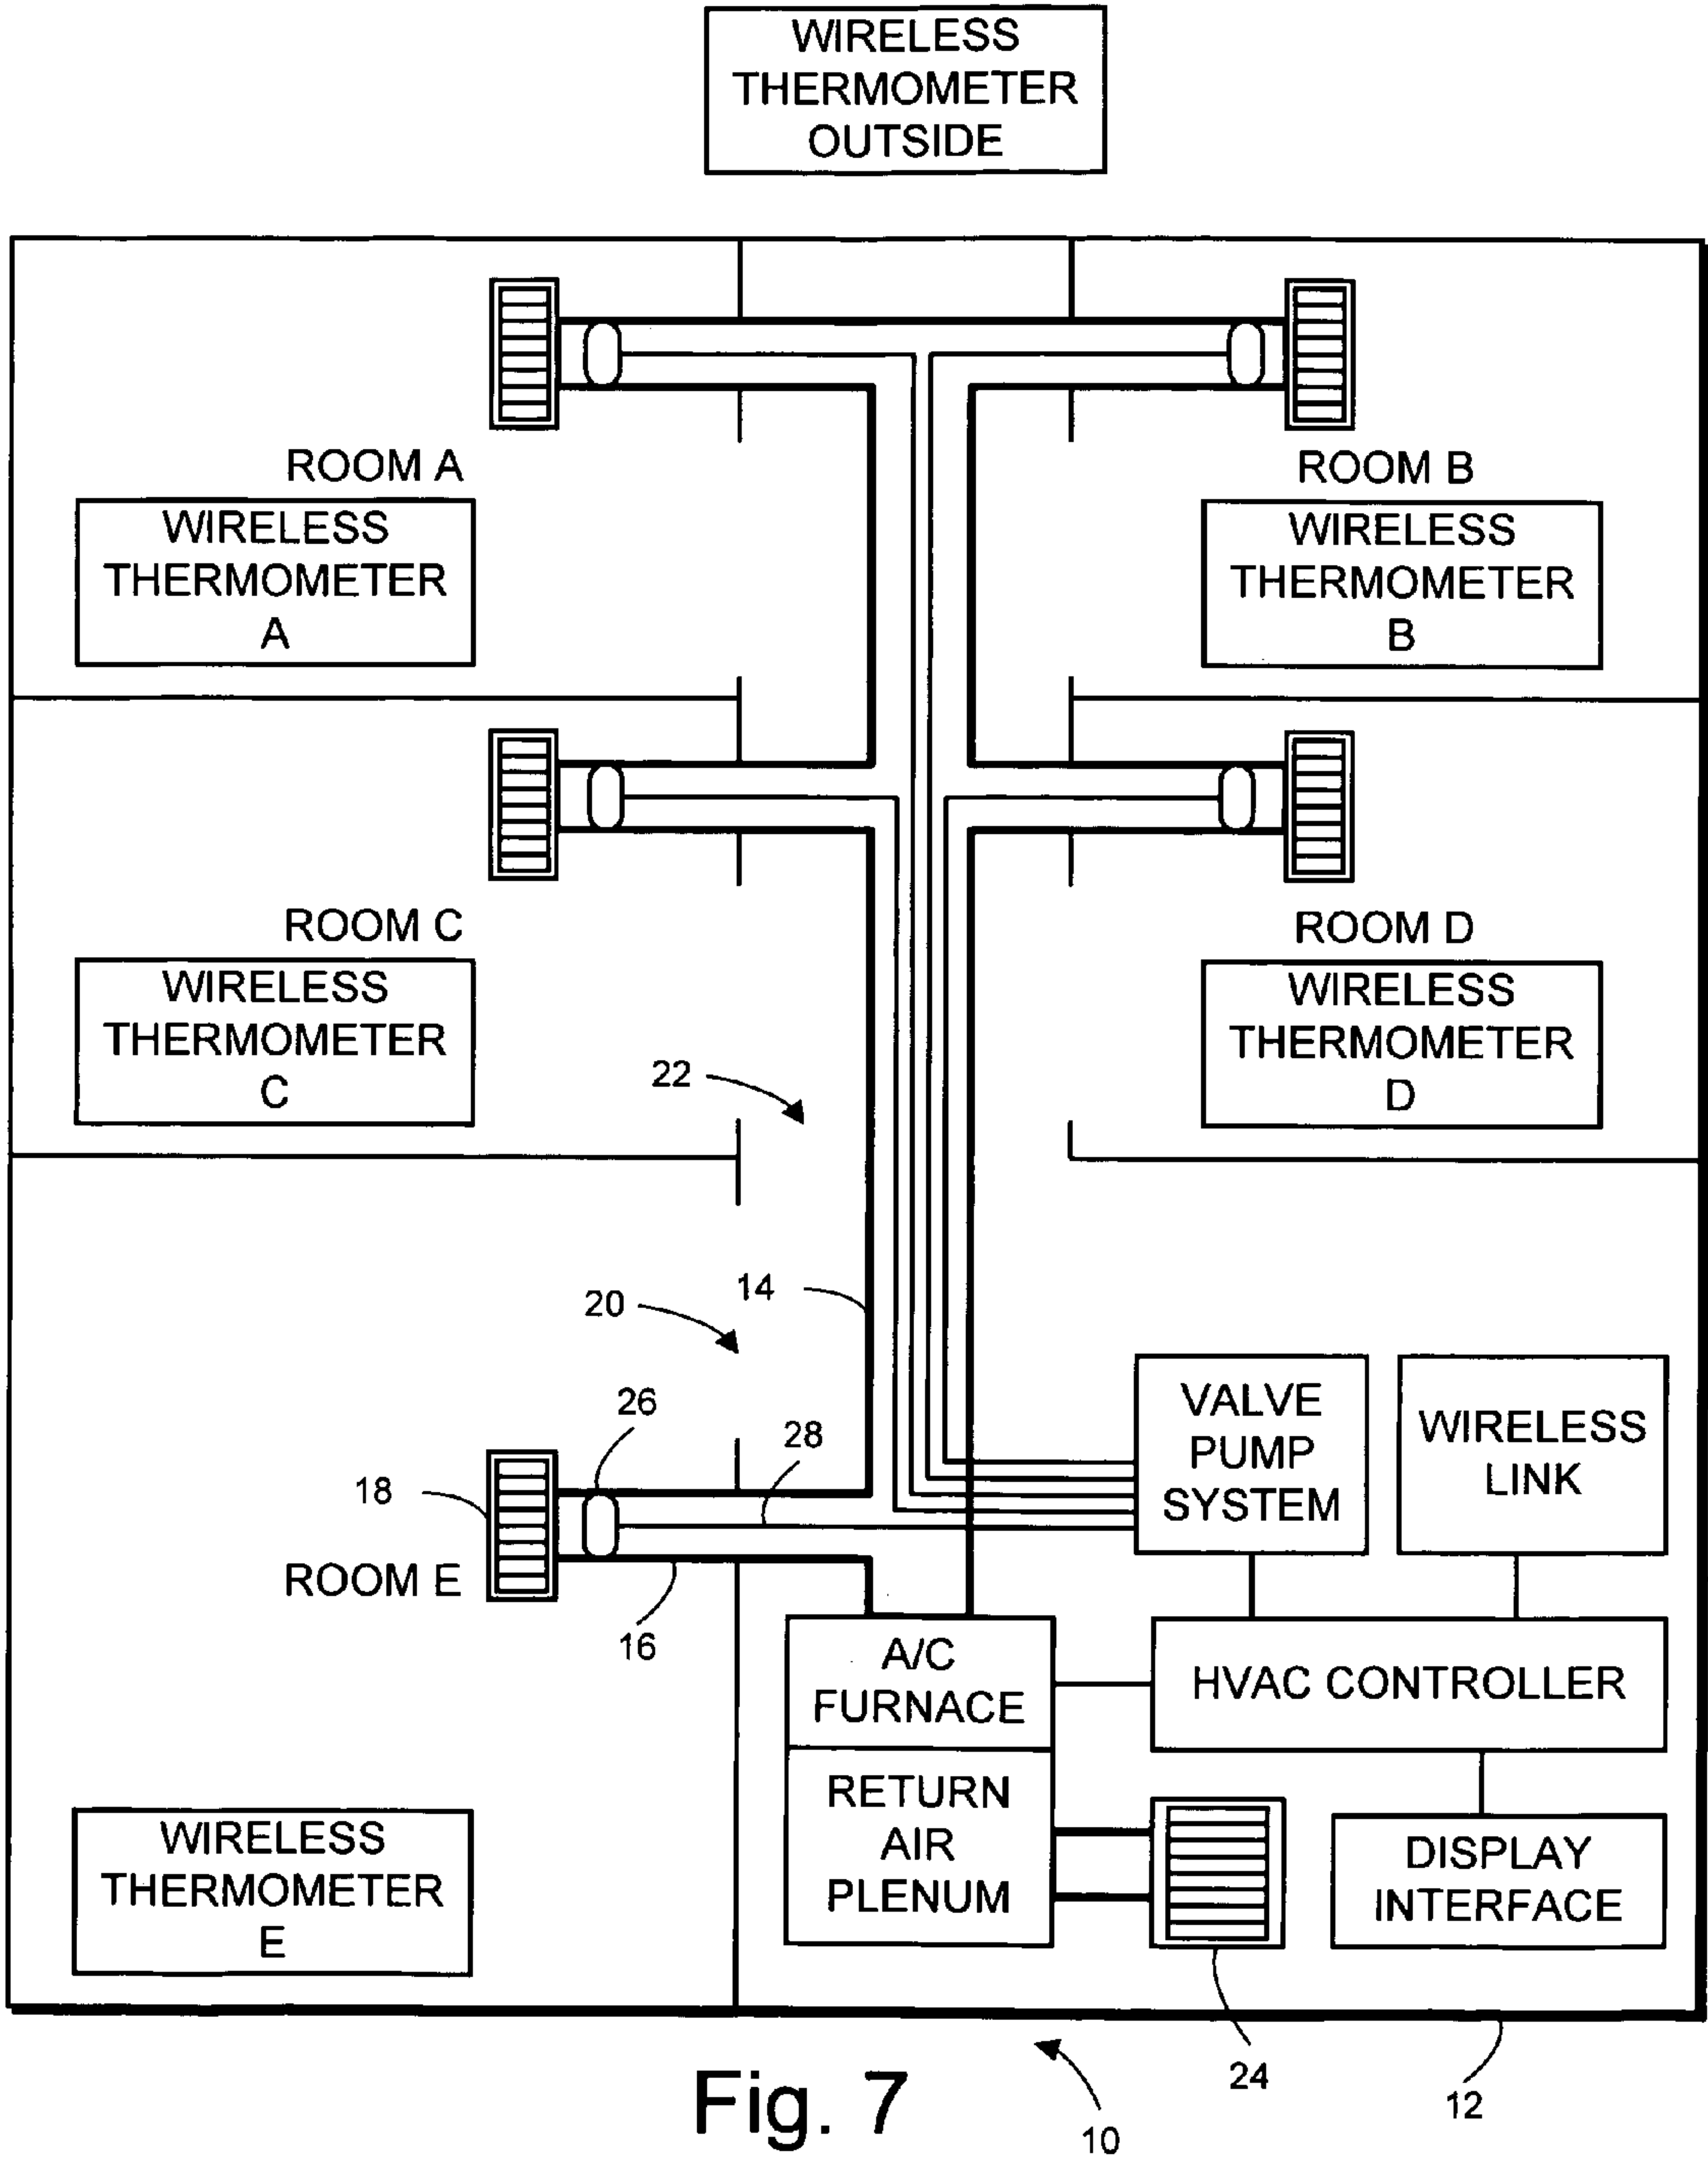 WIRELESS
THERMOMETER
OUTSIDE
ROOM A
WIRELESS
THERMOMETER
A
ROOM B
WIRELESS
THERMOMETER
B
ROOM C
WIRELESS
THERMOMETER
C
ROOM D
WIRELESS
THERMOMETER
D
22
14
20
26
28
18
ROOM E
16
VALVE
PUMP
SYSTEM
WIRELESS
LINK
A/C
FURNACE
HVAC CONTROLLER
RETURN
AIR
PLENUM
DISPLAY
INTERFACE
WIRELESS
THERMOMETER
E
24
12
10
Fig. 7